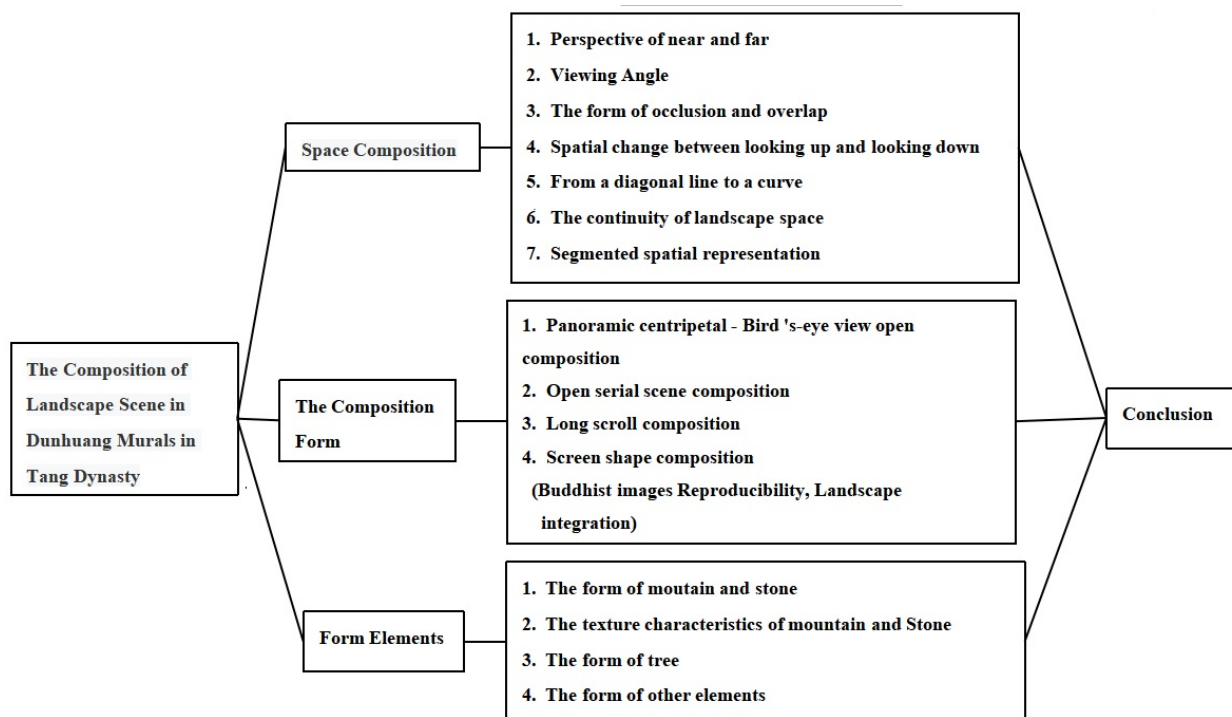 The Composition of
Landscape Scene in
Dunhuang Murals in
Tang Dynasty
Space Composition
1. Perspective of near and far
2. Viewing Angle
3. The form of occlusion and overlap
4. Spatial change between looking up and looking down
5. From a diagonal line to a curve
6. The continuity of landscape space
7. Segmented spatial representation
The Composition
Form
1. Panoramic centripetal - Bird 's-eye view open
composition
2. Open serial scene composition
3. Long scroll composition
4. Screen shape composition
(Buddhist images Reproducibility, Landscape
integration)
Form Elements
1. The form of moutain and stone
2. The texture characteristics of mountain and Stone
3. The form of tree
4. The form of other elements
Conclusion